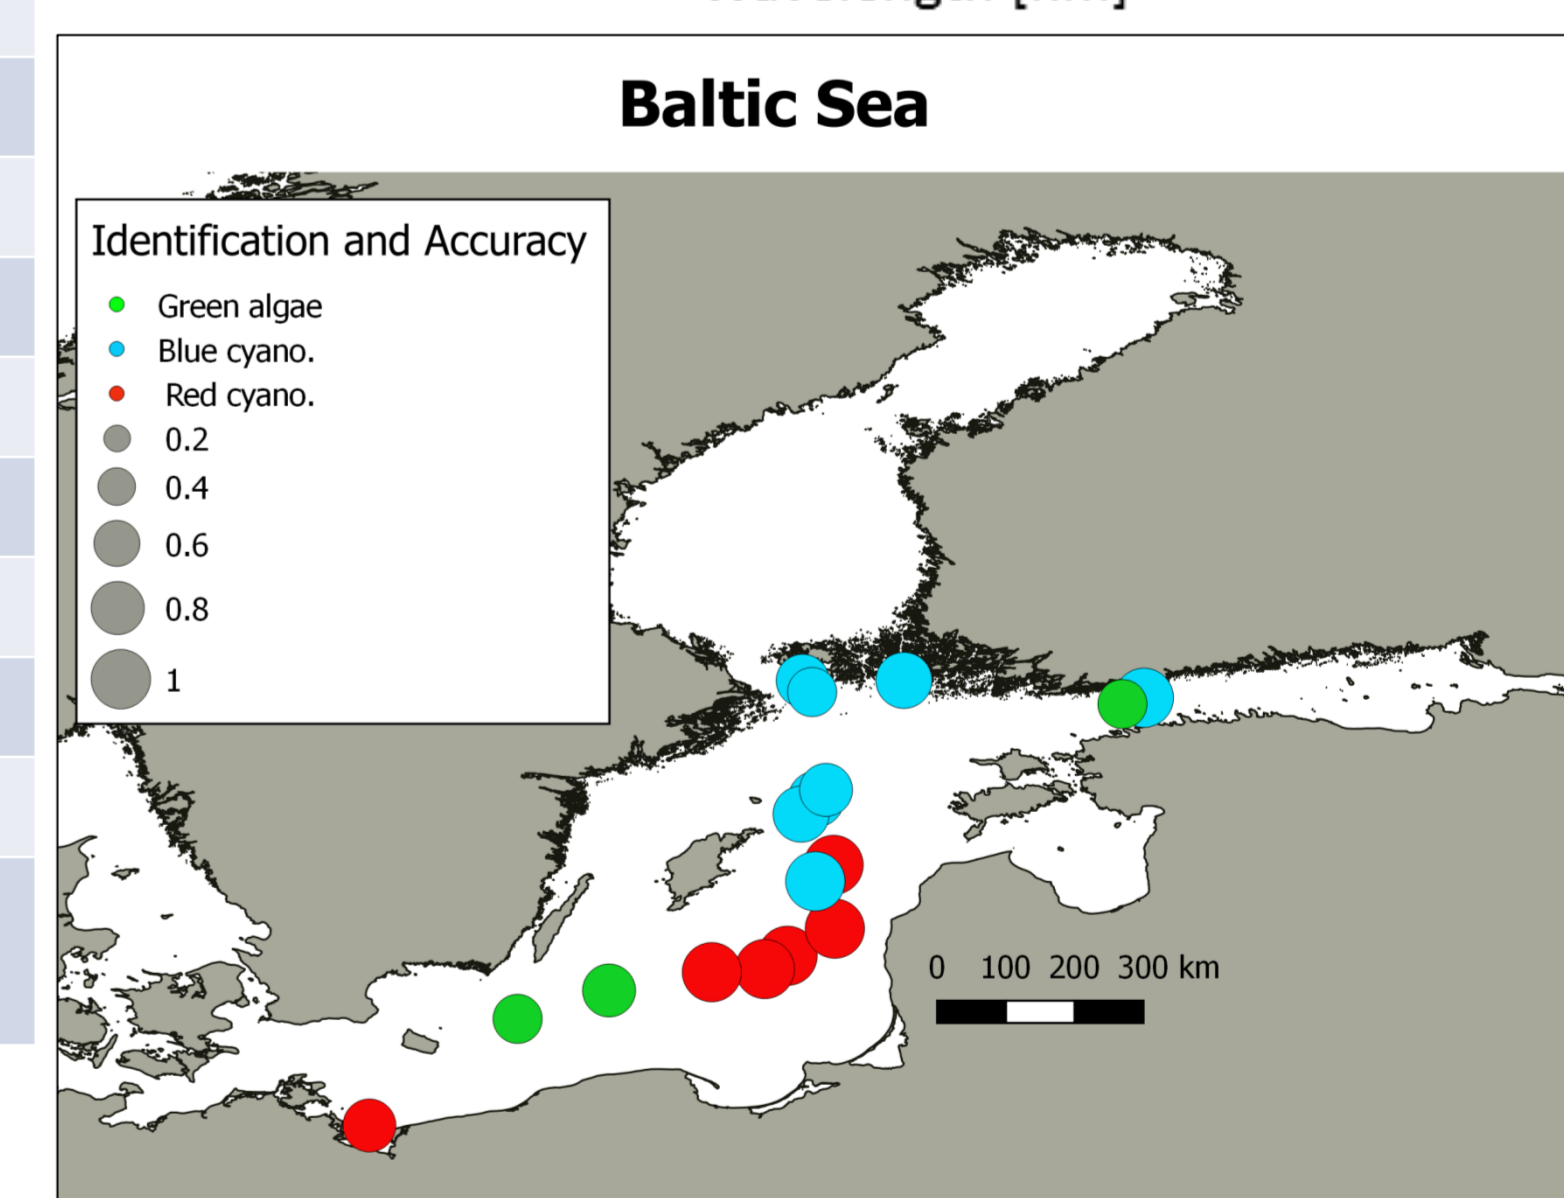 Baltic Sea
Identification and Accuracy
Green algae
Blue cyano.
Red cyano.
0.2
0.4
0.6
0.8
1
0 100 200 300 km